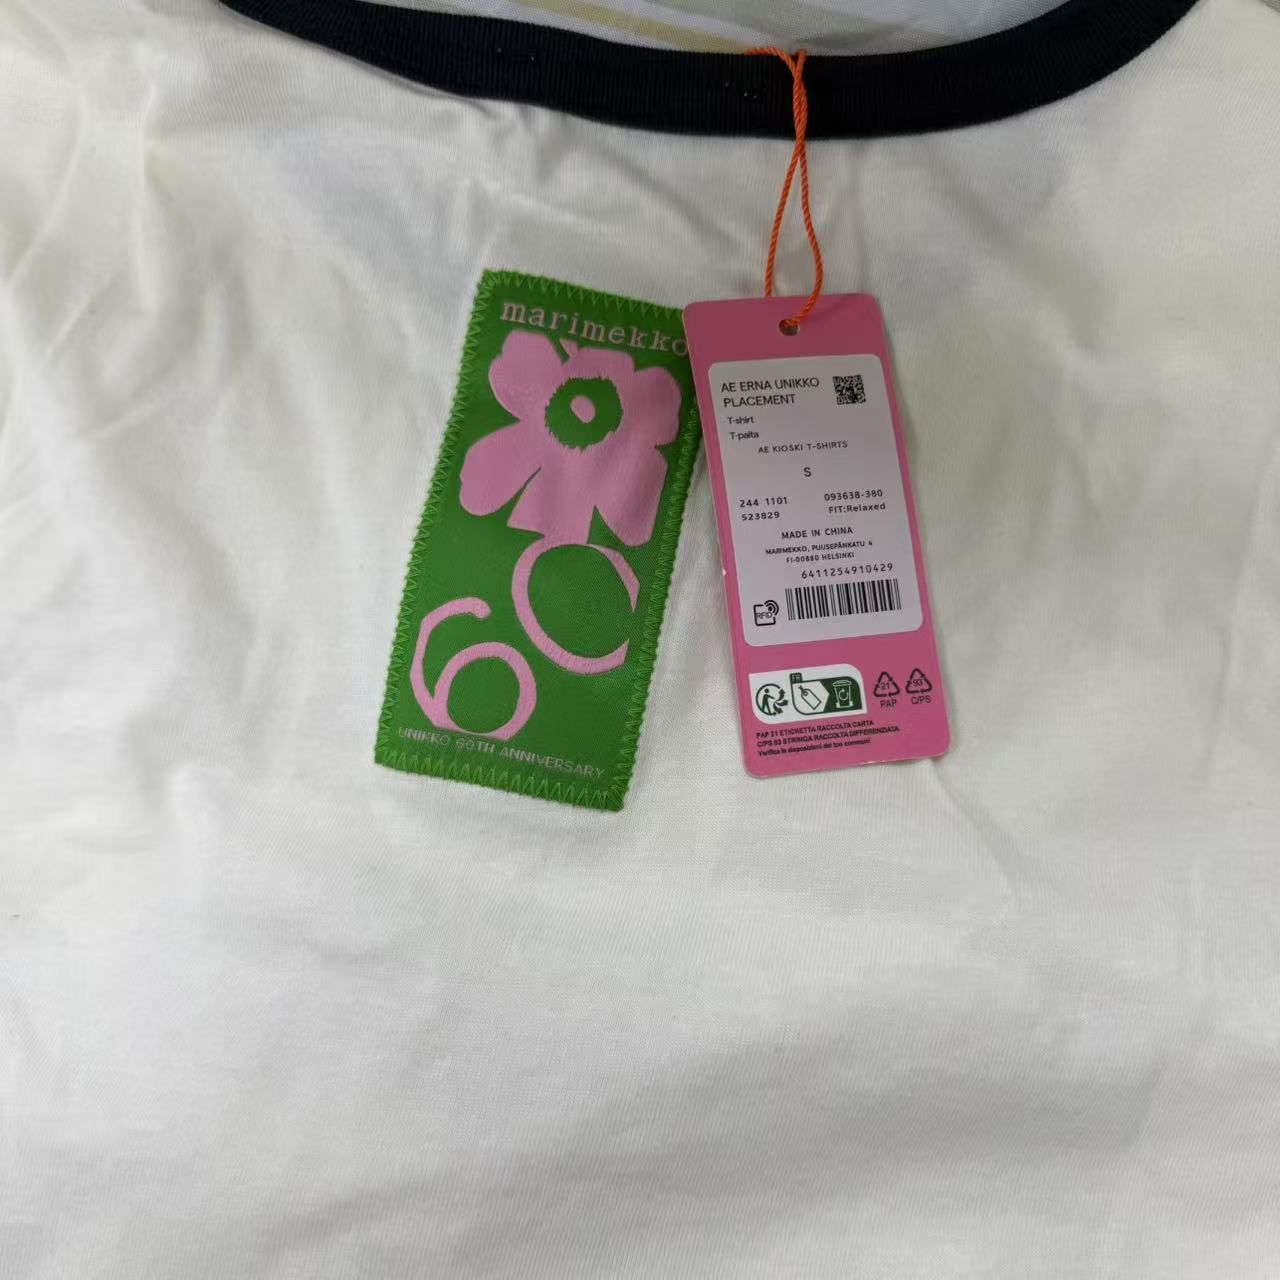 marimekko
60
UNIKKO 60TH ANNIVERSARY
AE ERNA UNIKKO
PLACEMENT
T-shirt
T-paita
AE KIOSKI T-SHIRTS
S
244 1101 093638-380
523829 FIT:Relaxed
MADE IN CHINA
MARIMEKKO, PUUSEPÄNKATU 4
FI-00880 HELSINKI
6411254910429
RFID
FR
21
PAP
93
C/PS
PAP 21 ETICHETTA RACCOLTA CARTA
C/PS 93 STRINGA RACCOLTA DIFFERENZIATA
Verifica le disposizioni del tuo comune